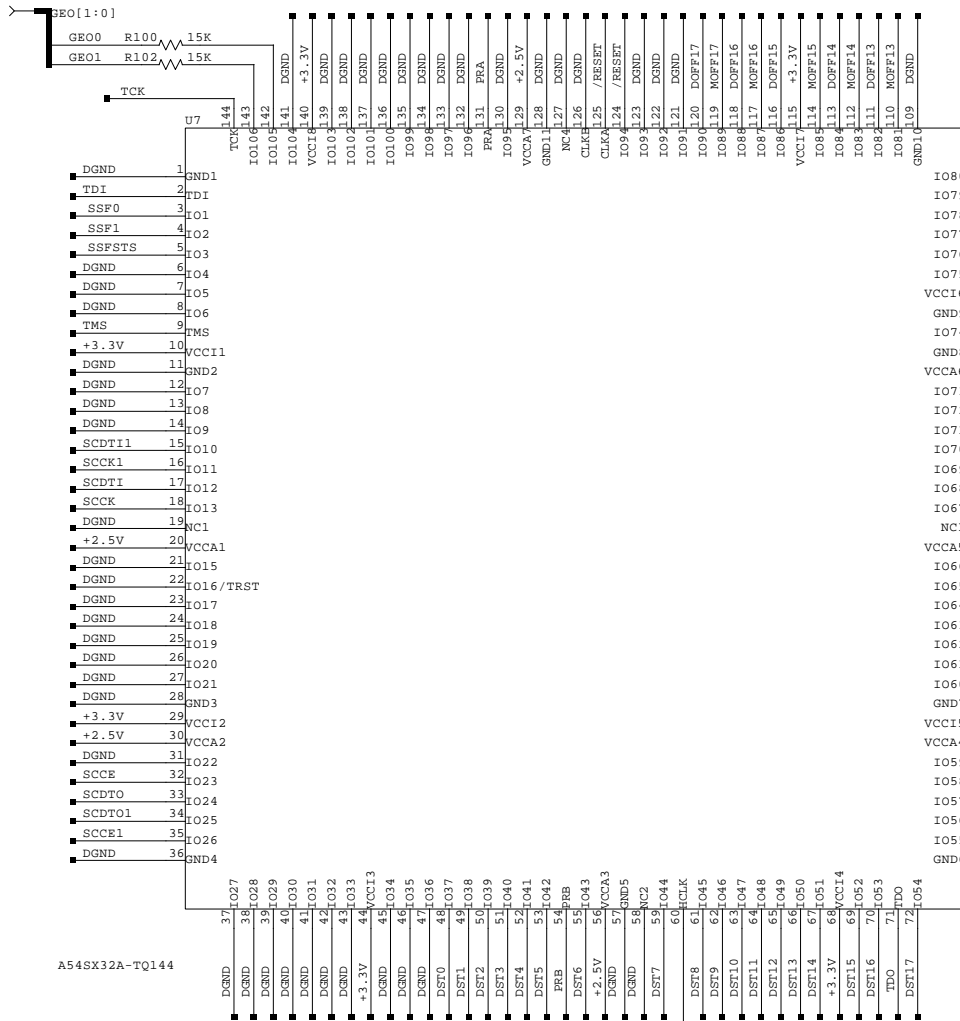 GEO[1:0]
GEO0 R100 15K
GEO1 R102 15K
TCK
U7
144 TCK
143 IO106
142 IO105
DGND 141 IO104
+3.3V 140 VCCI8
DGND 139 IO103
DGND 138 IO102
DGND 137 IO101
DGND 136 IO100
DGND 135 IO99
DGND 134 IO98
DGND 133 IO97
DGND 132 IO96
PRA 131 PRA
DGND 130 IO95
+2.5V 129 VCCA7
DGND 128 GND11
DGND 127 NC4
DGND 126 CLKB
/RESET 125 CLKA
/RESET 124 IO94
DGND 123 IO93
DGND 122 IO92
DGND 121 IO91
DOFF17 120 IO90
MOFF17 119 IO89
DOFF16 118 IO88
MOFF16 117 IO87
DOFF15 116 IO86
+3.3V 115 VCCI7
MOFF15 114 IO85
DOFF14 113 IO84
MOFF14 112 IO83
DOFF13 111 IO82
MOFF13 110 IO81
DGND 109 GND10
DGND 1 GND1
TDI 2 TDI
SSF0 3 IO1
SSF1 4 IO2
SSFSTS 5 IO3
DGND 6 IO4
DGND 7 IO5
DGND 8 IO6
TMS 9 TMS
+3.3V 10 VCCI1
DGND 11 GND2
DGND 12 IO7
DGND 13 IO8
DGND 14 IO9
SCDTI1 15 IO10
SCCK1 16 IO11
SCDTI 17 IO12
SCCK 18 IO13
DGND 19 NC1
+2.5V 20 VCCA1
DGND 21 IO15
DGND 22 IO16/TRST
DGND 23 IO17
DGND 24 IO18
DGND 25 IO19
DGND 26 IO20
DGND 27 IO21
DGND 28 GND3
+3.3V 29 VCCI2
+2.5V 30 VCCA2
DGND 31 IO22
SCCE 32 IO23
SCDTO 33 IO24
SCDTO1 34 IO25
SCCE1 35 IO26
DGND 36 GND4
37 IO27 DGND
38 IO28 DGND
39 IO29 DGND
40 IO30 DGND
41 IO31 DGND
42 IO32 DGND
43 IO33 DGND
44 VCCI3 +3.3V
45 IO34 DGND
46 IO35 DGND
47 IO36 DGND
48 IO37 DST0
49 IO38 DST1
50 IO39 DST2
51 IO40 DST3
52 IO41 DST4
53 IO42 DST5
54 PRB PRB
55 IO43 DST6
56 VCCA3 +2.5V
57 GND5 DGND
58 NC2 DGND
59 IO44 DST7
60 HCLK
61 IO45 DST8
62 IO46 DST9
63 IO47 DST10
64 IO48 DST11
65 IO49 DST12
66 IO50 DST13
67 IO51 DST14
68 VCCI4 +3.3V
69 IO52 DST15
70 IO53 DST16
71 TDO TDO
72 IO54 DST17
A54SX32A-TQ144